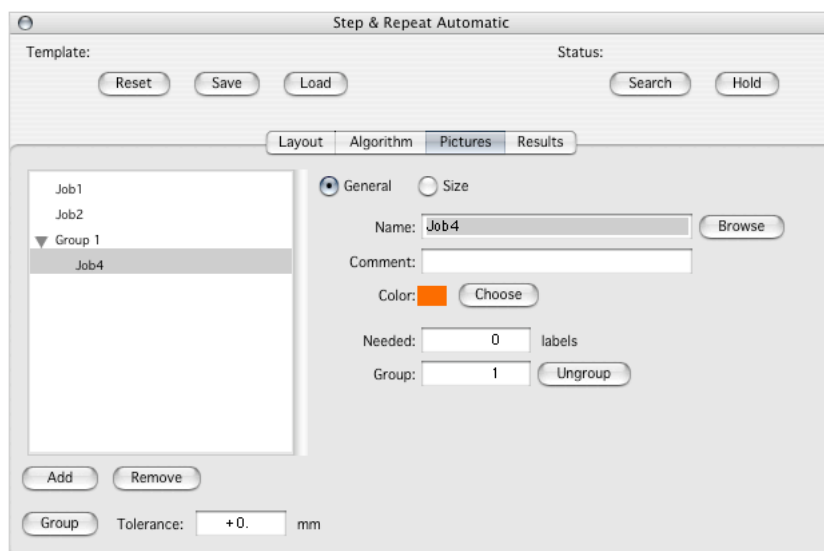 Step & Repeat Automatic
Template:
Status:
Reset Save Load Search Hold
Layout Algorithm Pictures Results
Job1
Job2
Group 1
Job4
General Size
Name: Job4 Browse
Comment:
Color: Choose
Needed: 0 labels
Group: 1 Ungroup
Add Remove
Group Tolerance: +0. mm